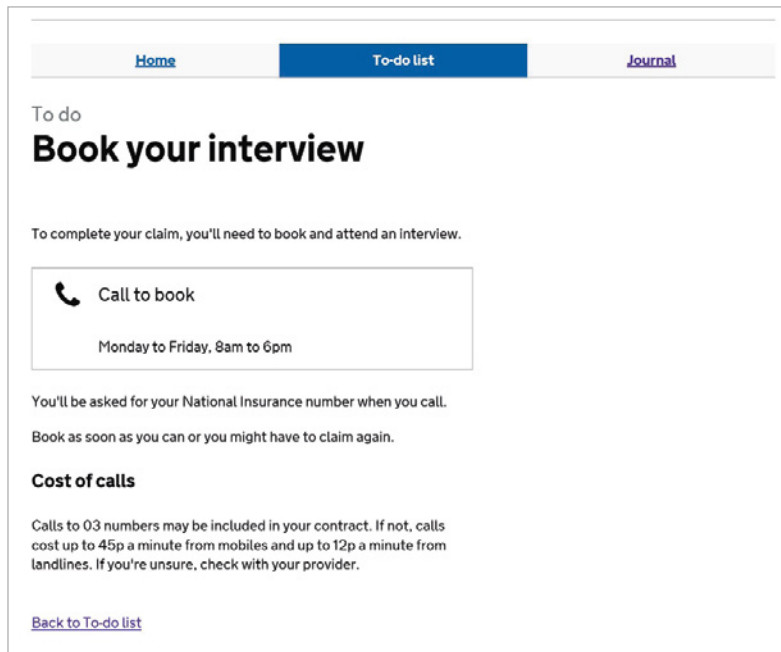 Home To-do list Journal
To do
Book your interview
To complete your claim, you'll need to book and attend an interview.
Call to book
Monday to Friday, 8am to 6pm
You'll be asked for your National Insurance number when you call.
Book as soon as you can or you might have to claim again.
Cost of calls
Calls to 03 numbers may be included in your contract. If not, calls
cost up to 45p a minute from mobiles and up to 12p a minute from
landlines. If you're unsure, check with your provider.
Back to To-do list